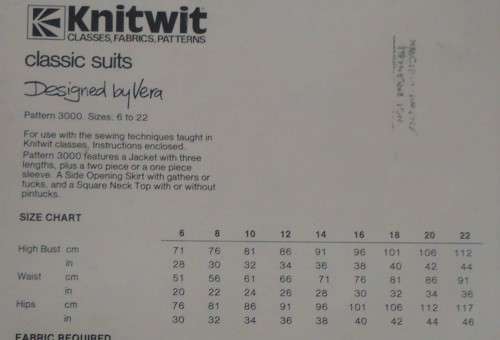 Knitwit
CLASSES, FABRICS, PATTERNS
classic suits
Designed by Vera
Pattern 3000. Sizes: 6 to 22
For use with the sewing techniques taught in
Knitwit classes. Instructions enclosed.
Pattern 3000 features a Jacket with three
lengths, plus a two piece or a one piece
sleeve. A Side Opening Skirt with gathers or
tucks, and a Square Neck Top with or without
pintucks.
SIZE CHART
6 8 10 12 14 16 18 20 22
High Bust cm 71 76 81 86 91 96 101 106 112
in 28 30 32 34 36 38 40 42 44
Waist cm 51 56 61 66 71 76 81 86 91
in 20 22 24 26 28 30 32 34 36
Hips cm 76 81 86 91 96 101 106 112 117
in 30 32 34 36 38 40 42 44 46
FABRIC REQUIRED